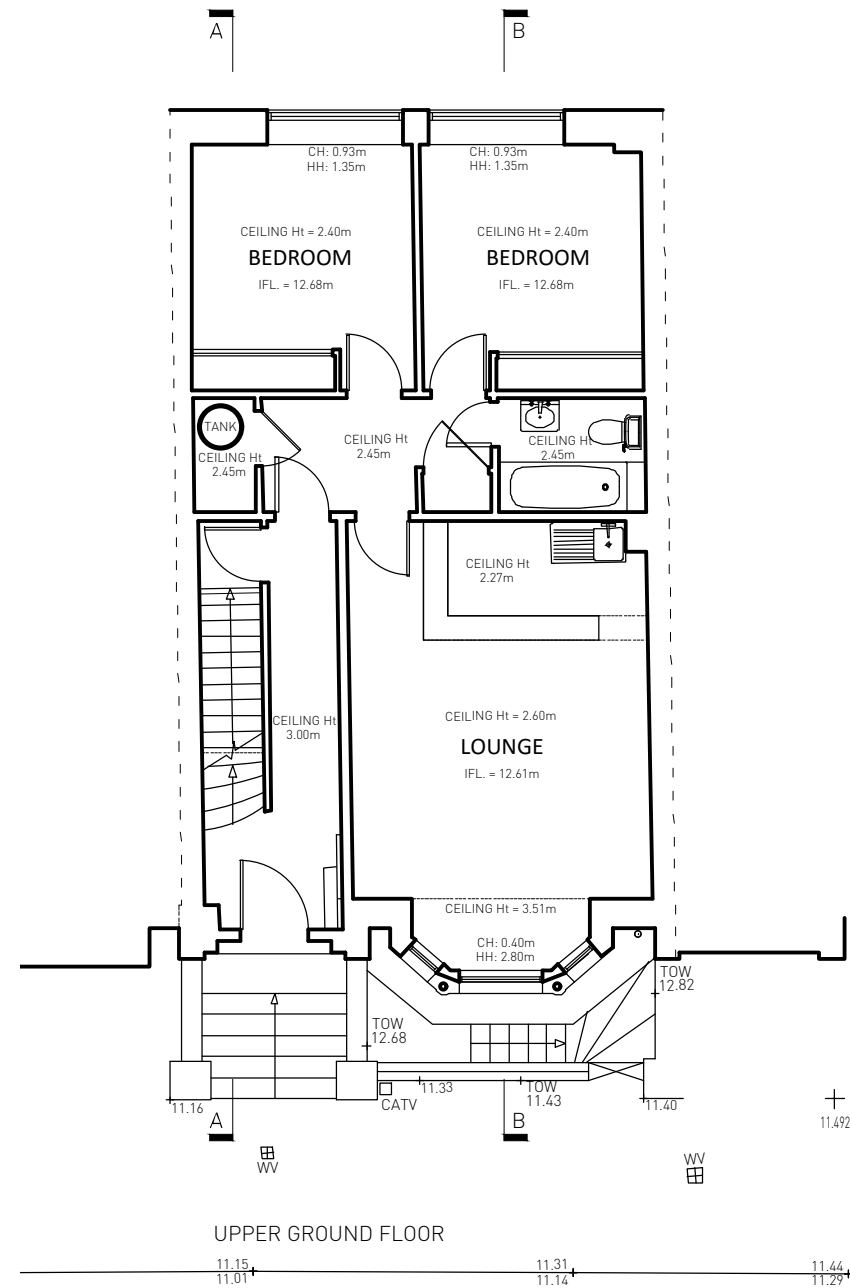 A
B
CH: 0.93m
HH: 1.35m
CH: 0.93m
HH: 1.35m
CEILING Ht = 2.40m
BEDROOM
IFL. = 12.68m
CEILING Ht = 2.40m
BEDROOM
IFL. = 12.68m
TANK
CEILING Ht
2.45m
CEILING Ht
2.45m
CEILING Ht
2.45m
CEILING Ht
2.27m
CEILING Ht
3.00m
CEILING Ht = 2.60m
LOUNGE
IFL. = 12.61m
CEILING Ht = 3.51m
CH: 0.40m
HH: 2.80m
TOW
12.82
TOW
12.68
11.33
TOW
11.43
11.16
CATV
11.40
11.492
A
B
WV
WV
UPPER GROUND FLOOR
11.15
11.01
11.31
11.14
11.44
11.29